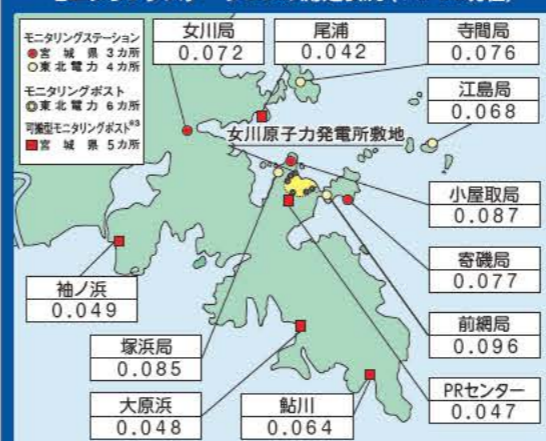 モニタリングステーション
宮城県 3カ所
東北電力 4カ所
モニタリングポスト
東北電力 6カ所
可搬型モニタリングポスト※3
宮城県 5カ所
女川局
0.072
尾浦
0.042
寺間局
0.076
江島局
0.068
女川原子力発電所敷地
小屋取局
0.087
寄磯局
0.077
前網局
0.096
PRセンター
0.047
袖ノ浜
0.049
塚浜局
0.085
大原浜
0.048
鮎川
0.064